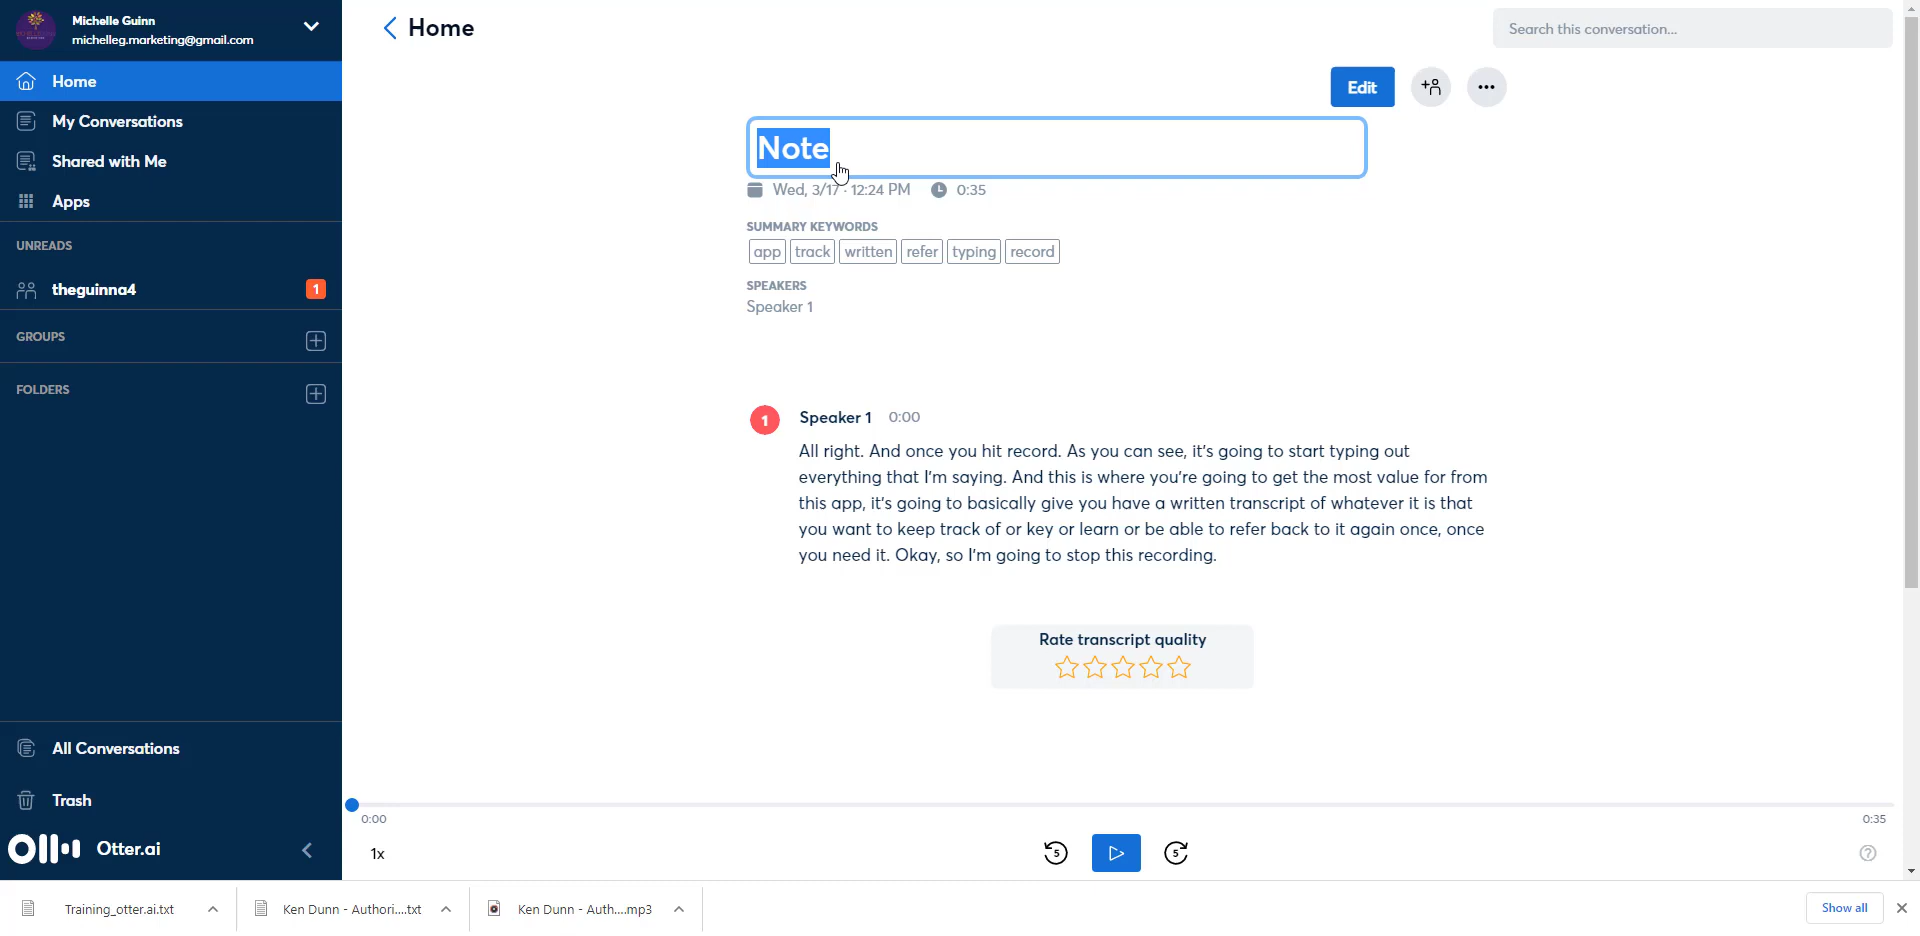 Michelle Guinn
michelleg.marketing@gmail.com
Home
My Conversations
Shared with Me
Apps
UNREADS
theguinna4
1
GROUPS
FOLDERS
All Conversations
Trash
Otter.ai
Home
Search this conversation...
Edit
Note
Wed, 3/17 · 12:24 PM 0:35
SUMMARY KEYWORDS
app track written refer typing record
SPEAKERS
Speaker 1
1 Speaker 1 0:00
All right. And once you hit record. As you can see, it's going to start typing out
everything that I'm saying. And this is where you're going to get the most value for from
this app, it's going to basically give you have a written transcript of whatever it is that
you want to keep track of or key or learn or be able to refer back to it again once, once
you need it. Okay, so I'm going to stop this recording.
Rate transcript quality
0:00 0:35
1x 5 5
Training_otter.ai.txt Ken Dunn - Authori....txt Ken Dunn - Auth....mp3 Show all